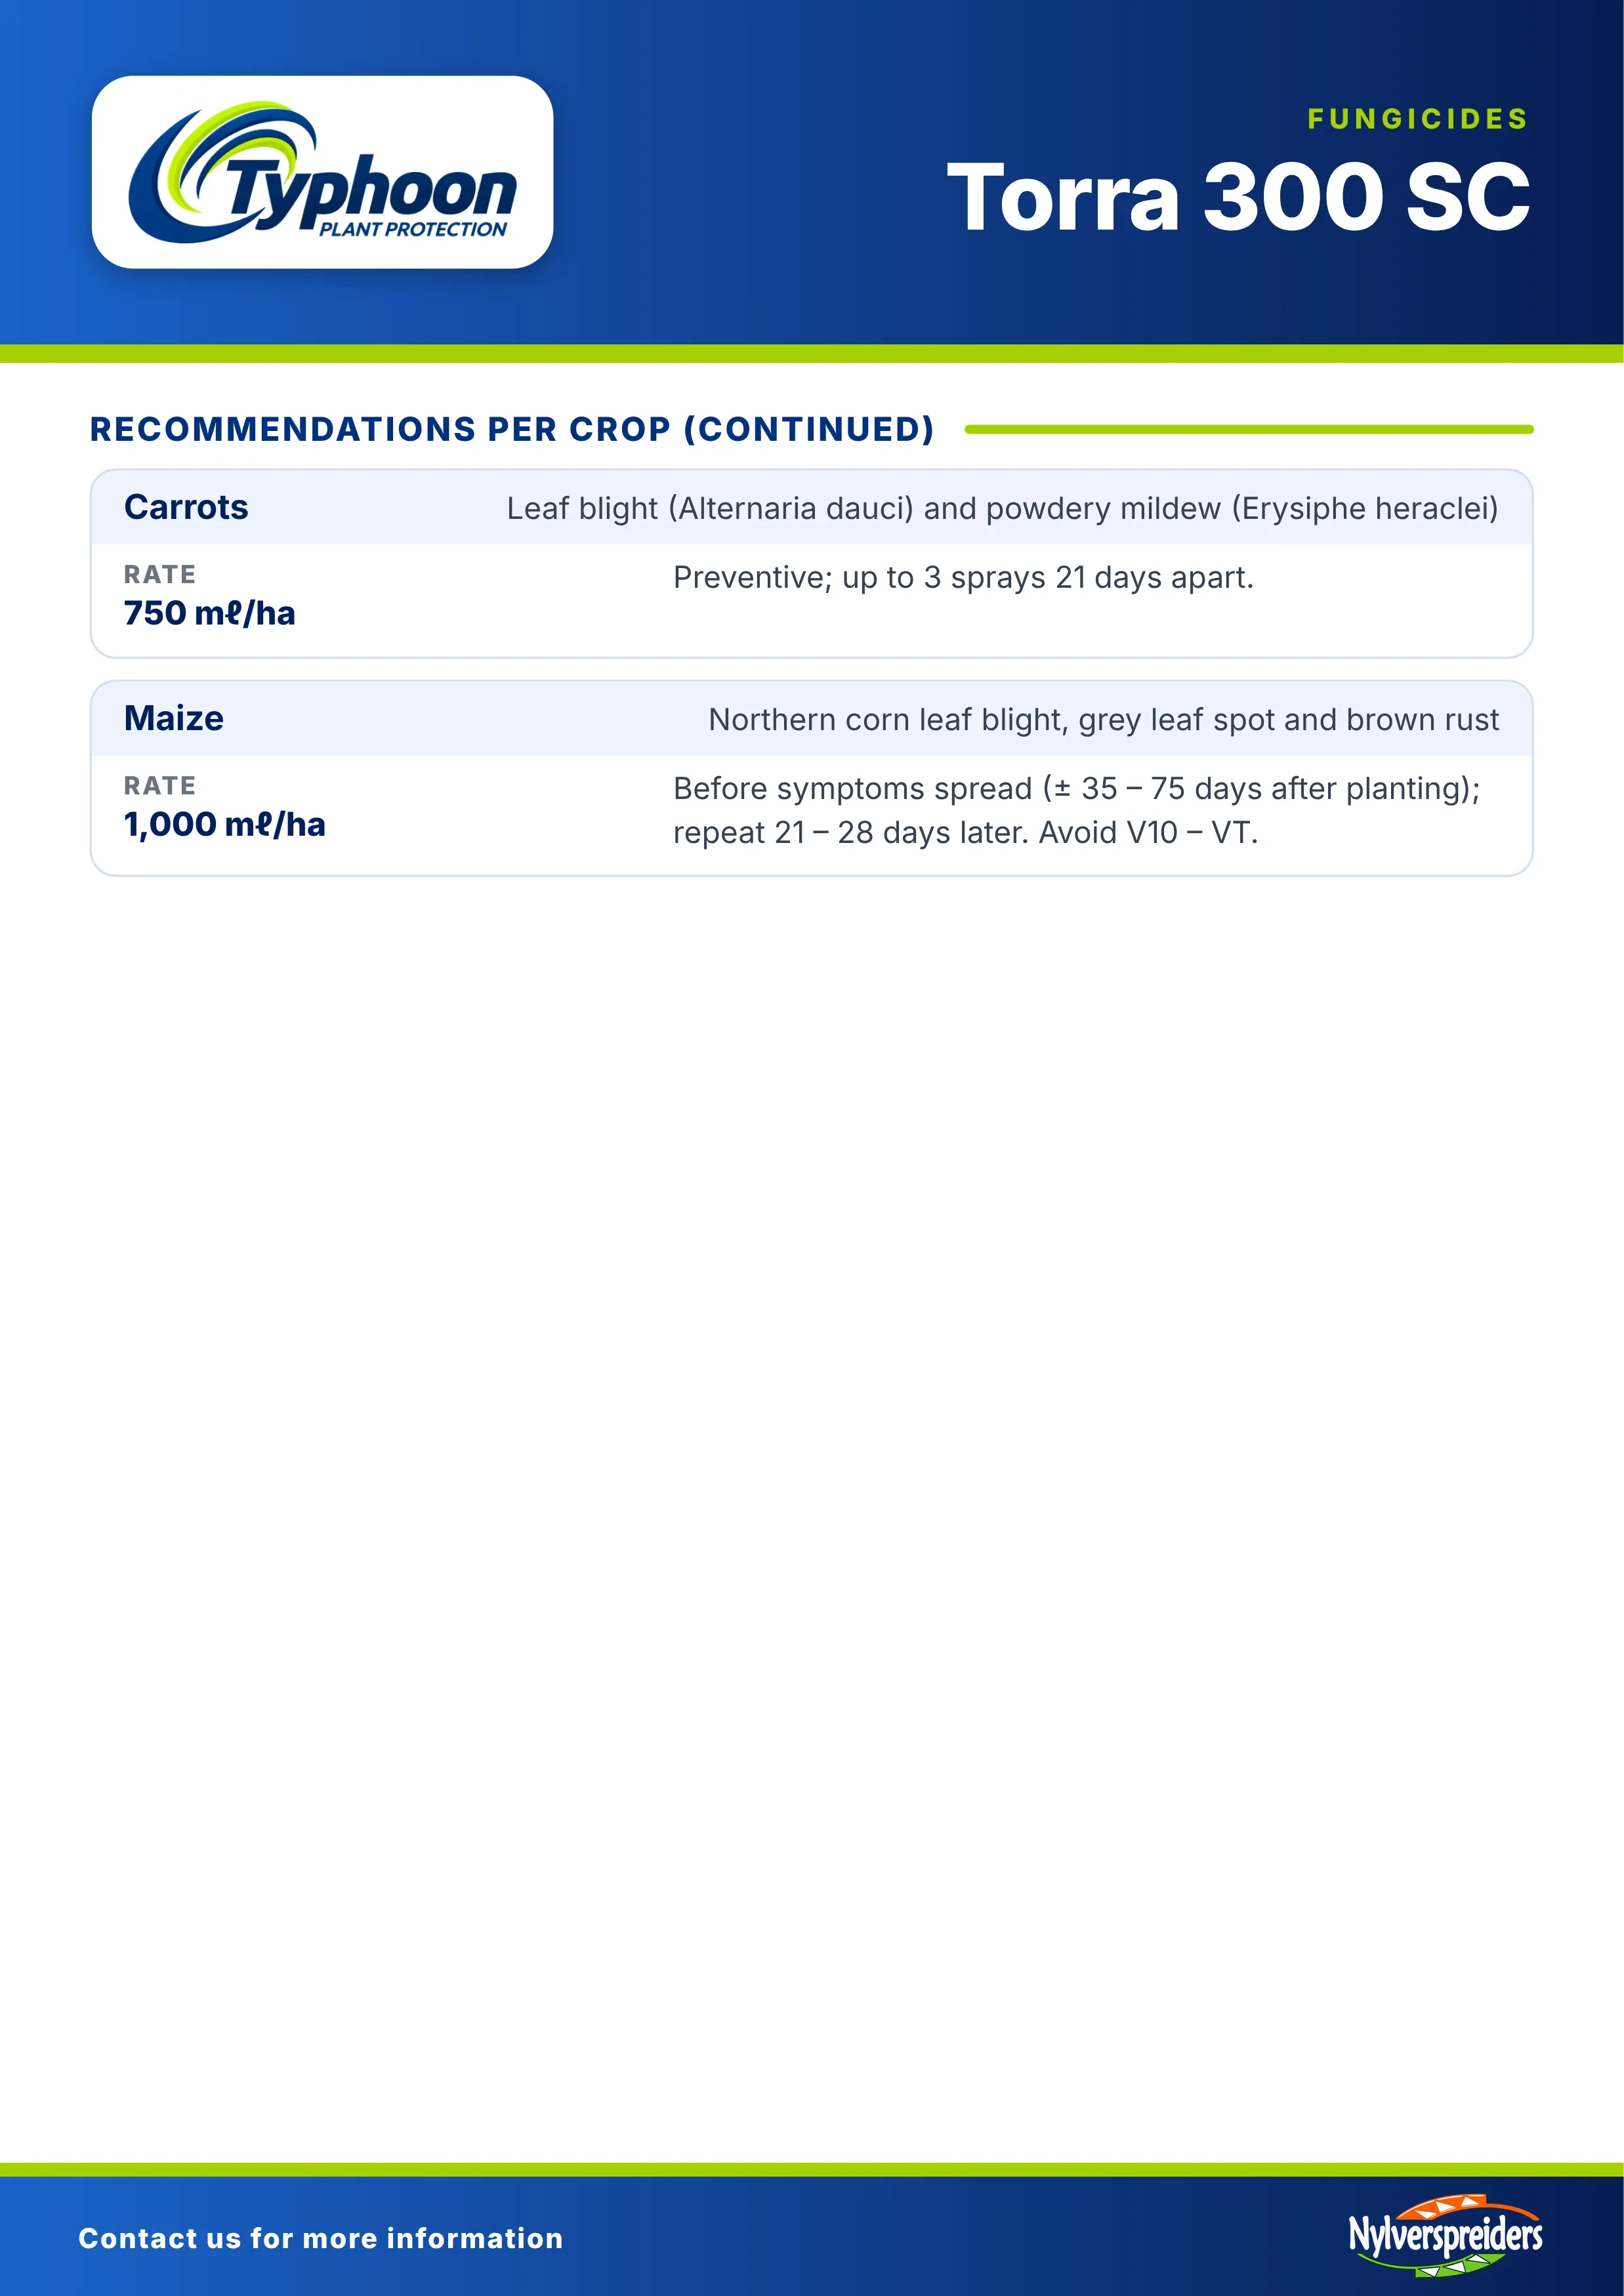 Typhoon
PLANT PROTECTION
FUNGICIDES
Torra 300 SC
RECOMMENDATIONS PER CROP (CONTINUED)
Carrots
Leaf blight (Alternaria dauci) and powdery mildew (Erysiphe heraclei)
RATE
750 mℓ/ha
Preventive; up to 3 sprays 21 days apart.
Maize
Northern corn leaf blight, grey leaf spot and brown rust
RATE
1,000 mℓ/ha
Before symptoms spread (± 35 – 75 days after planting);
repeat 21 – 28 days later. Avoid V10 – VT.
Contact us for more information
Nylverspreiders